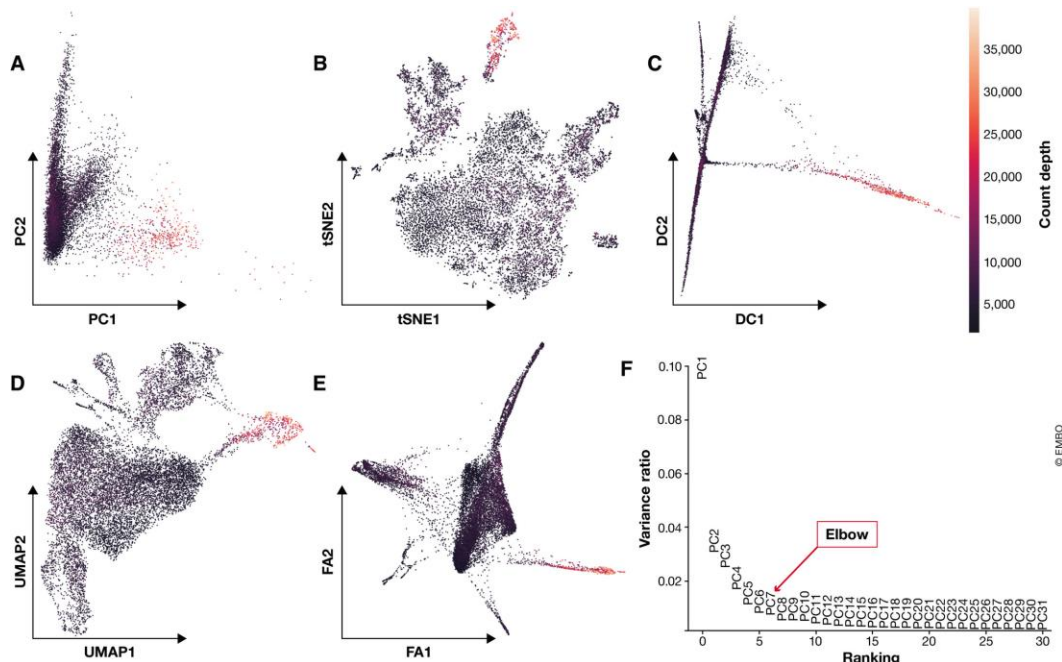 A
PC2
PC1
B
tSNE2
tSNE1
C
DC2
DC1
35,000
30,000
25,000
20,000
15,000
10,000
5,000
Count depth
D
UMAP2
UMAP1
E
FA2
FA1
F
0.10
0.08
0.06
0.04
0.02
Variance ratio
PC1
PC2
PC3
PC4
PC5
PC6
PC7
PC8
PC9
PC10
PC11
PC12
PC13
PC14
PC15
PC16
PC17
PC18
PC19
PC20
PC21
PC22
PC23
PC24
PC25
PC26
PC27
PC28
PC29
PC30
PC31
Elbow
0 5 10 15 20 25 30
Ranking
© EMBO